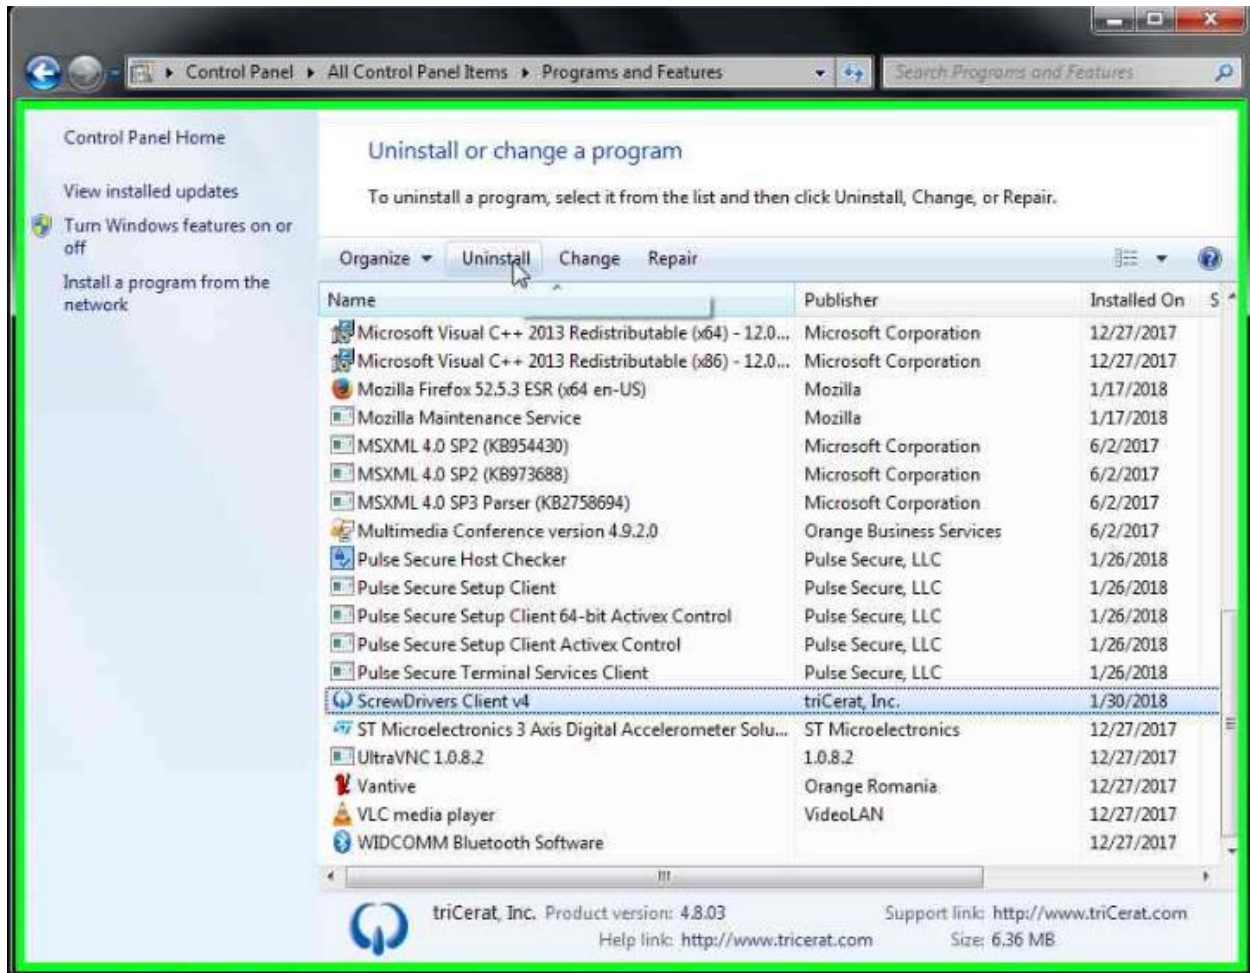 Control Panel ▸ All Control Panel Items ▸ Programs and Features
Search Programs and Features
Control Panel Home
View installed updates
Turn Windows features on or
off
Install a program from the
network
Uninstall or change a program
To uninstall a program, select it from the list and then click Uninstall, Change, or Repair.
Organize Uninstall Change Repair
Name Publisher Installed On S
Microsoft Visual C++ 2013 Redistributable (x64) - 12.0... Microsoft Corporation 12/27/2017
Microsoft Visual C++ 2013 Redistributable (x86) - 12.0... Microsoft Corporation 12/27/2017
Mozilla Firefox 52.5.3 ESR (x64 en-US) Mozilla 1/17/2018
Mozilla Maintenance Service Mozilla 1/17/2018
MSXML 4.0 SP2 (KB954430) Microsoft Corporation 6/2/2017
MSXML 4.0 SP2 (KB973688) Microsoft Corporation 6/2/2017
MSXML 4.0 SP3 Parser (KB2758694) Microsoft Corporation 6/2/2017
Multimedia Conference version 4.9.2.0 Orange Business Services 6/2/2017
Pulse Secure Host Checker Pulse Secure, LLC 1/26/2018
Pulse Secure Setup Client Pulse Secure, LLC 1/26/2018
Pulse Secure Setup Client 64-bit Activex Control Pulse Secure, LLC 1/26/2018
Pulse Secure Setup Client Activex Control Pulse Secure, LLC 1/26/2018
Pulse Secure Terminal Services Client Pulse Secure, LLC 1/26/2018
ScrewDrivers Client v4 triCerat, Inc. 1/30/2018
ST Microelectronics 3 Axis Digital Accelerometer Solu... ST Microelectronics 12/27/2017
UltraVNC 1.0.8.2 1.0.8.2 12/27/2017
Vantive Orange Romania 12/27/2017
VLC media player VideoLAN 12/27/2017
WIDCOMM Bluetooth Software 12/27/2017
triCerat, Inc. Product version: 4.8.03 Support link: http://www.triCerat.com
Help link: http://www.tricerat.com Size: 6.36 MB